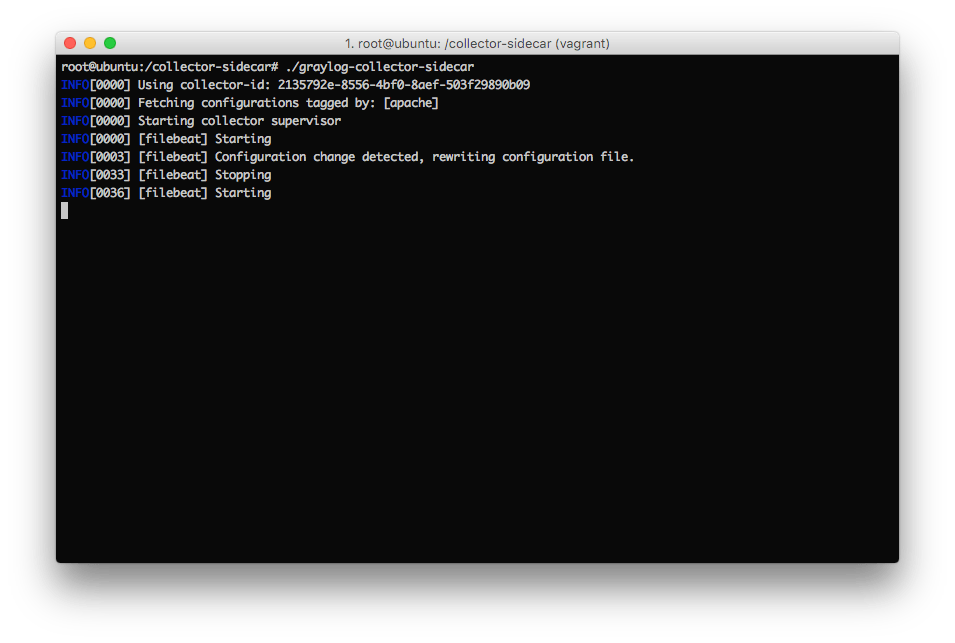 1. root@ubuntu: /collector-sidecar (vagrant)
root@ubuntu:/collector-sidecar# ./graylog-collector-sidecar
INFO[0000] Using collector-id: 2135792e-8556-4bf0-8aef-503f29890b09
INFO[0000] Fetching configurations tagged by: [apache]
INFO[0000] Starting collector supervisor
INFO[0000] [filebeat] Starting
INFO[0003] [filebeat] Configuration change detected, rewriting configuration file.
INFO[0033] [filebeat] Stopping
INFO[0036] [filebeat] Starting